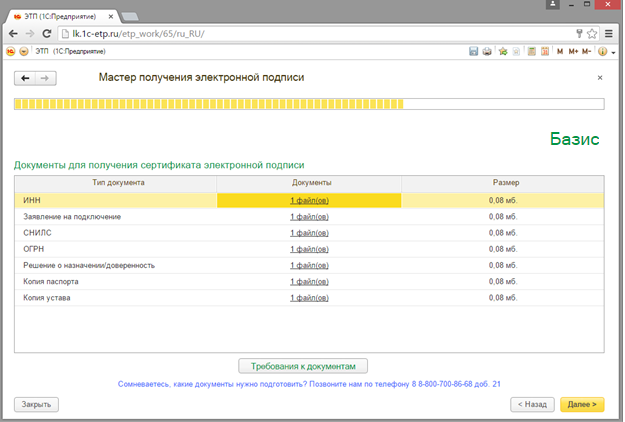 ЭТП (1С:Предприятие)
lk.1c-etp.ru/etp_work/65/ru_RU/
ЭТП (1С:Предприятие)
M M+ M-
Мастер получения электронной подписи
Базис
Документы для получения сертификата электронной подписи
Тип документа Документы Размер
ИНН 1 файл(ов) 0,08 мб.
Заявление на подключение 1 файл(ов) 0,08 мб.
СНИЛС 1 файл(ов) 0,08 мб.
ОГРН 1 файл(ов) 0,08 мб.
Решение о назначении/доверенность 1 файл(ов) 0,08 мб.
Копия паспорта 1 файл(ов) 0,08 мб.
Копия устава 1 файл(ов) 0,08 мб.
Требования к документам
Сомневаетесь, какие документы нужно подготовить? Позвоните нам по телефону 8 8-800-700-86-68 доб. 21
Закрыть < Назад Далее >